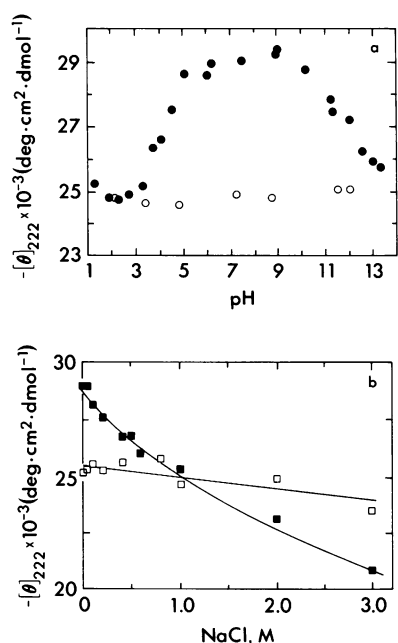 a
-[θ]222 x 10-3(deg·cm2·dmol-1)
29
27
25
23
1 3 5 7 9 11 13
pH
b
-[θ]222 x 10-3(deg·cm2·dmol-1)
30
25
20
0 1.0 2.0 3.0
NaCl, M